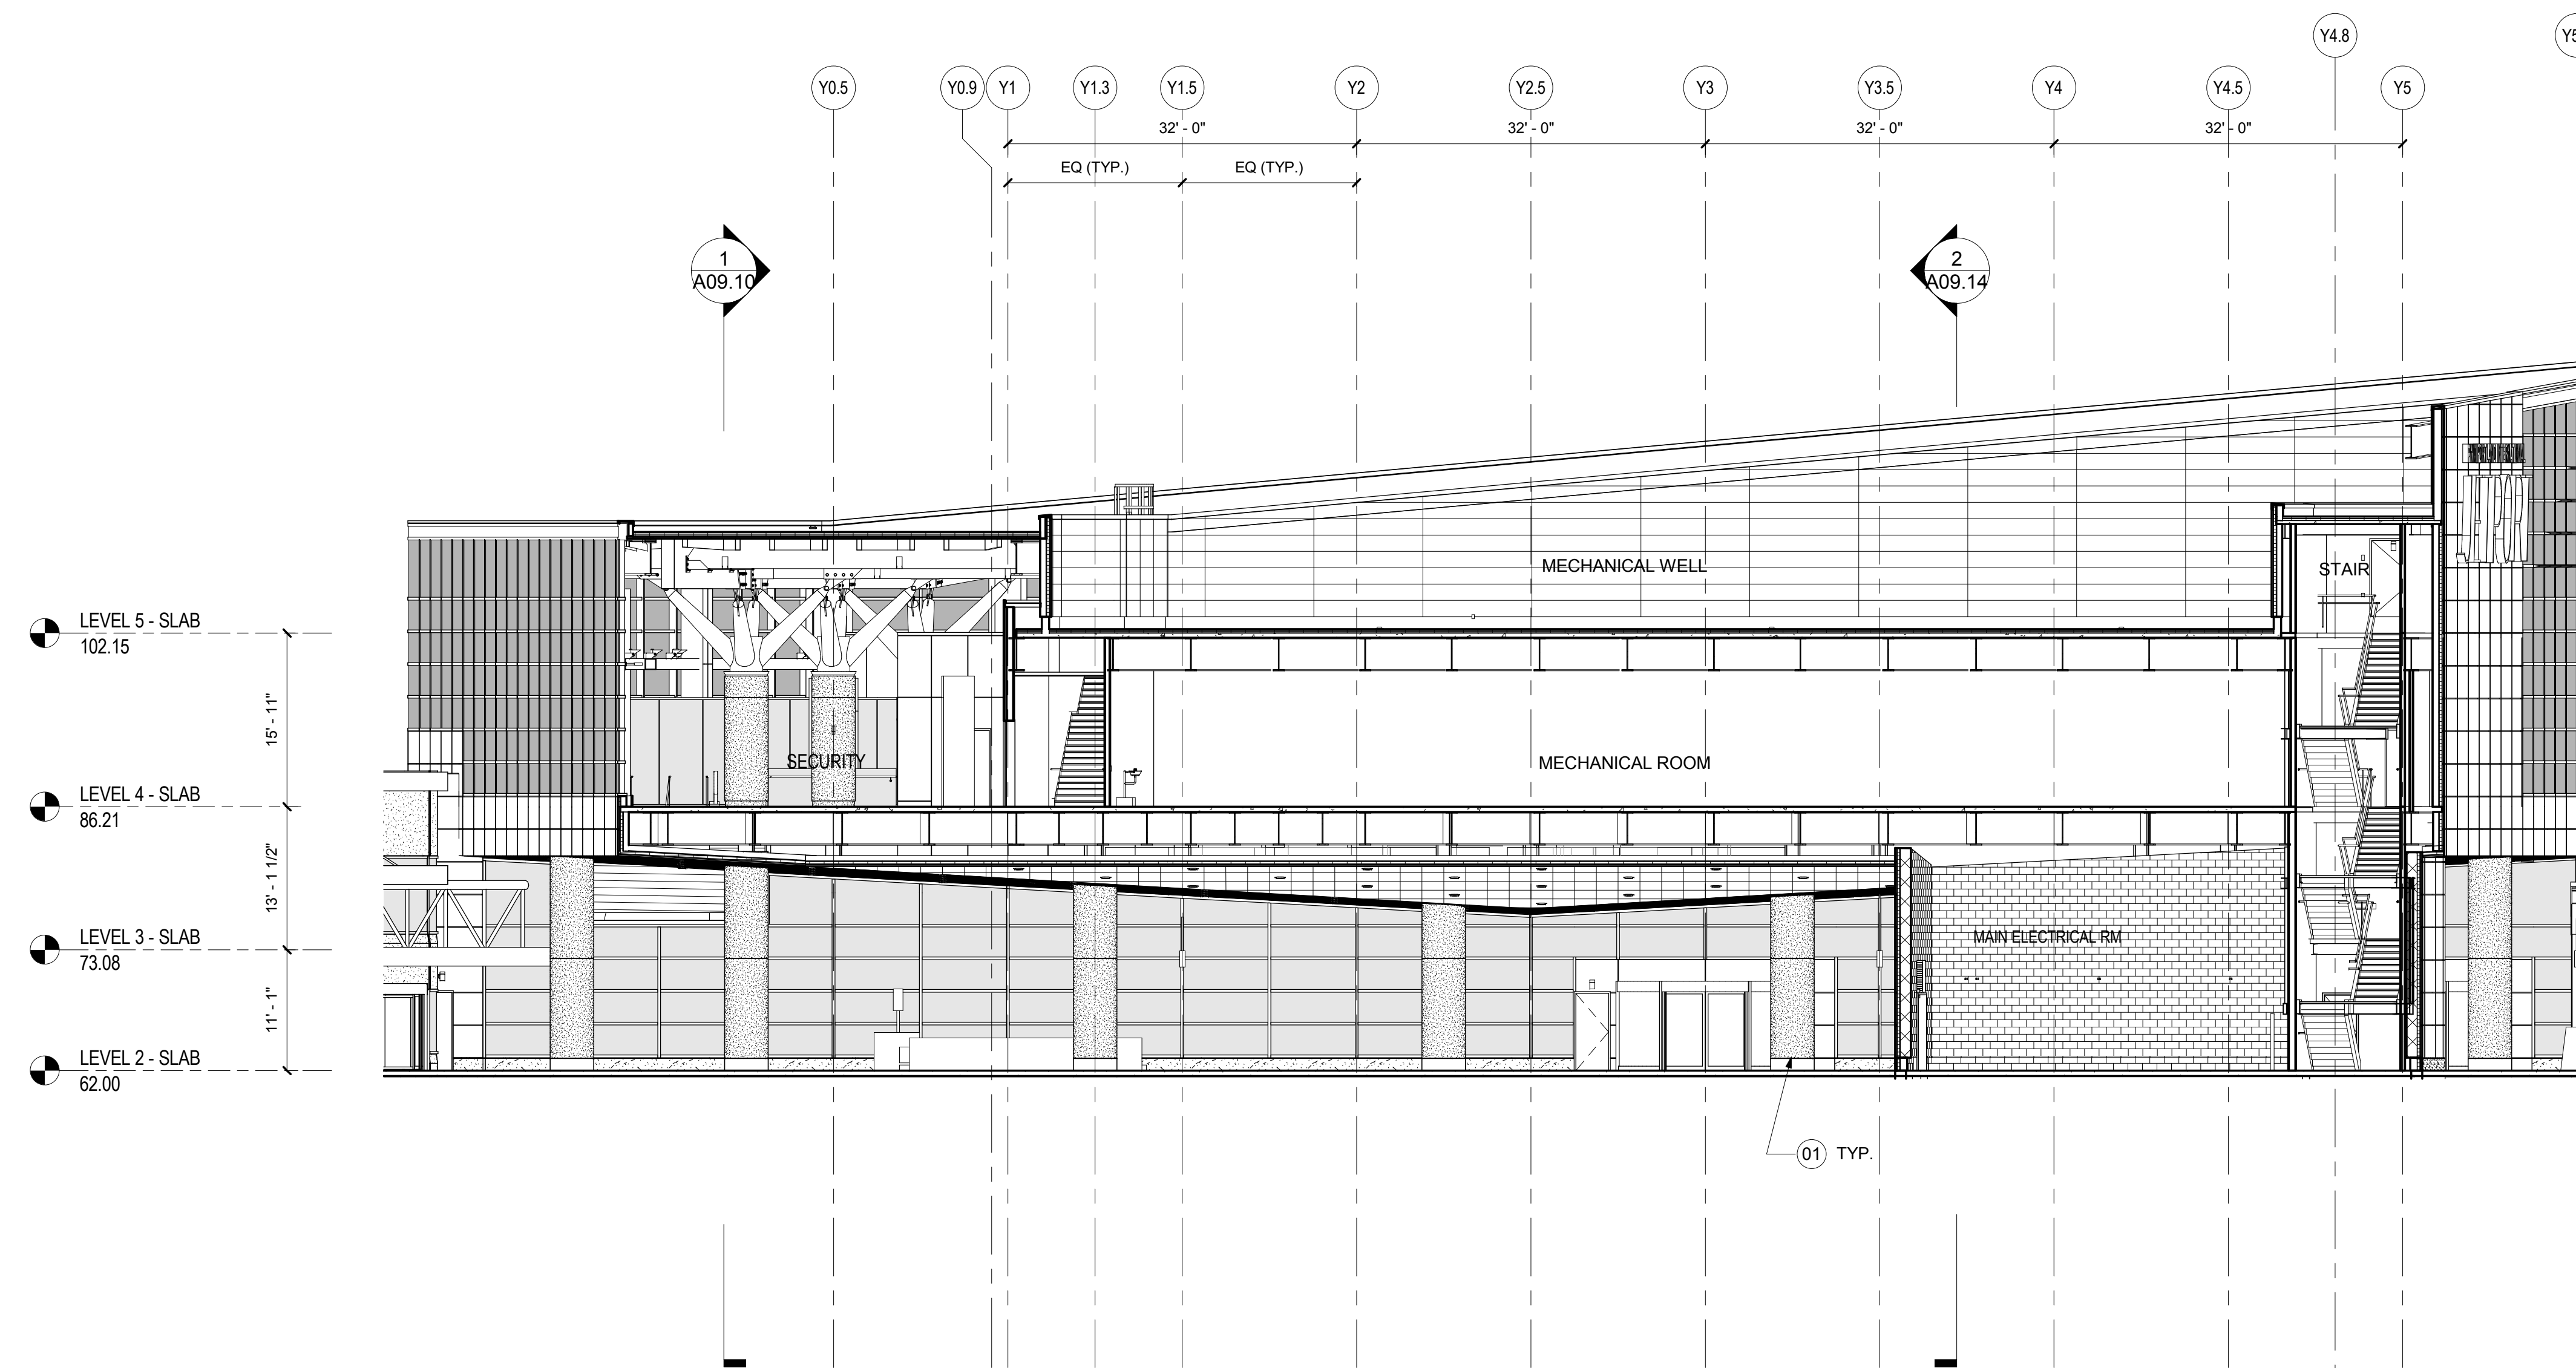 Y4.8
Y0.5
Y0.9
Y1
Y1.3
Y1.5
Y2
Y2.5
Y3
Y3.5
Y4
Y4.5
Y5
32' - 0"
32' - 0"
32' - 0"
32' - 0"
EQ (TYP.)
EQ (TYP.)
1
A09.10
2
A09.14
MECHANICAL WELL
STAIR
LEVEL 5 - SLAB
102.15
15' - 11"
SECURITY
MECHANICAL ROOM
LEVEL 4 - SLAB
86.21
13' - 1 1/2"
MAIN ELECTRICAL RM
LEVEL 3 - SLAB
73.08
11' - 1"
LEVEL 2 - SLAB
62.00
01 TYP.